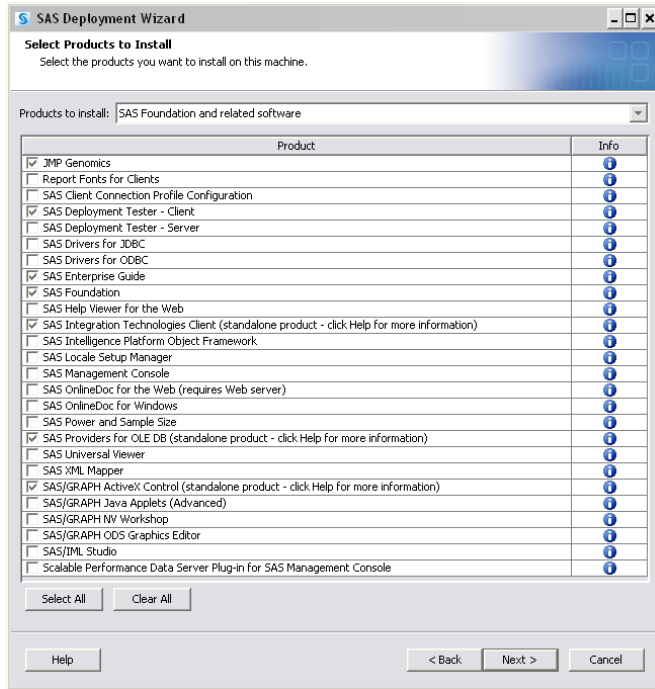 SAS Deployment Wizard
Select Products to Install
Select the products you want to install on this machine.
Products to install: SAS Foundation and related software
Product Info
JMP Genomics
Report Fonts for Clients
SAS Client Connection Profile Configuration
SAS Deployment Tester - Client
SAS Deployment Tester - Server
SAS Drivers for JDBC
SAS Drivers for ODBC
SAS Enterprise Guide
SAS Foundation
SAS Help Viewer for the Web
SAS Integration Technologies Client (standalone product - click Help for more information)
SAS Intelligence Platform Object Framework
SAS Locale Setup Manager
SAS Management Console
SAS OnlineDoc for the Web (requires Web server)
SAS OnlineDoc for Windows
SAS Power and Sample Size
SAS Providers for OLE DB (standalone product - click Help for more information)
SAS Universal Viewer
SAS XML Mapper
SAS/GRAPH ActiveX Control (standalone product - click Help for more information)
SAS/GRAPH Java Applets (Advanced)
SAS/GRAPH NV Workshop
SAS/GRAPH ODS Graphics Editor
SAS/IML Studio
Scalable Performance Data Server Plug-in for SAS Management Console
Select All Clear All
Help < Back Next > Cancel